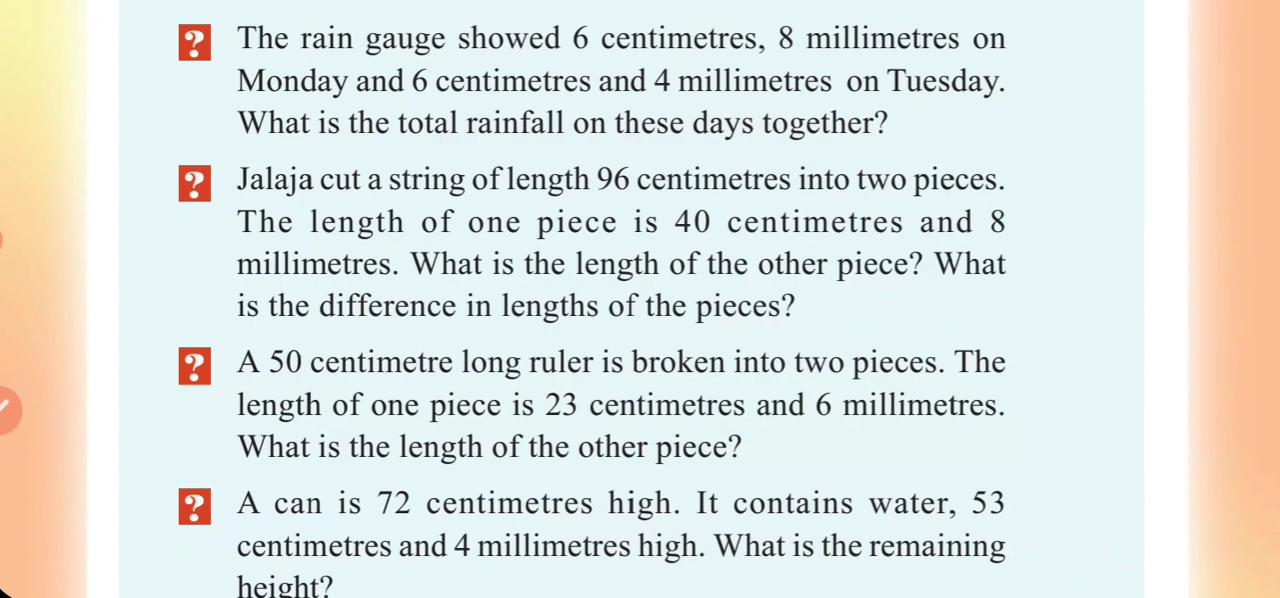 ? The rain gauge showed 6 centimetres, 8 millimetres on
Monday and 6 centimetres and 4 millimetres on Tuesday.
What is the total rainfall on these days together?
? Jalaja cut a string of length 96 centimetres into two pieces.
The length of one piece is 40 centimetres and 8
millimetres. What is the length of the other piece? What
is the difference in lengths of the pieces?
? A 50 centimetre long ruler is broken into two pieces. The
length of one piece is 23 centimetres and 6 millimetres.
What is the length of the other piece?
? A can is 72 centimetres high. It contains water, 53
centimetres and 4 millimetres high. What is the remaining
height?